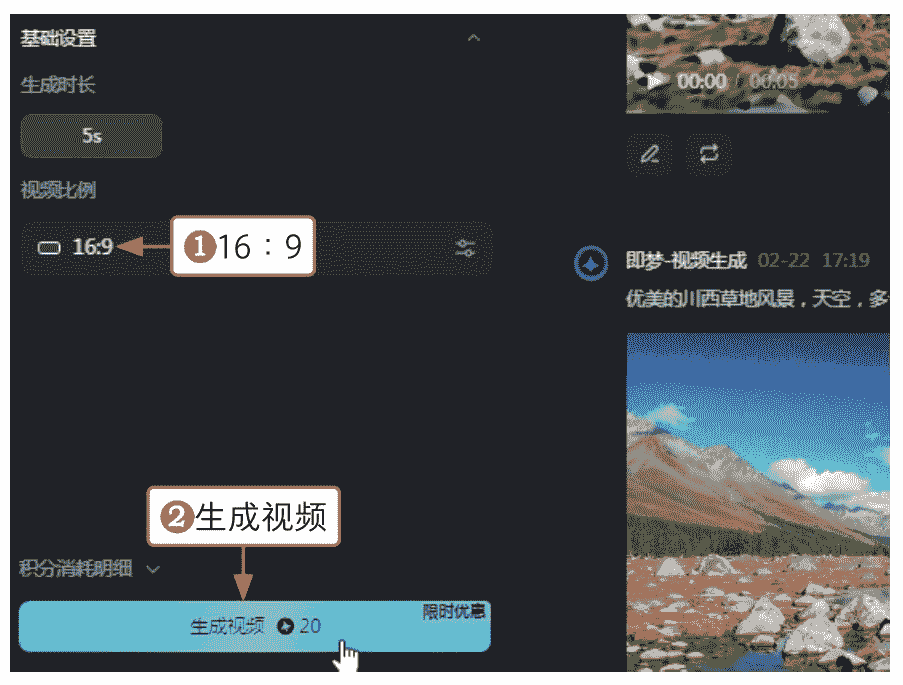 基础设置
生成时长
5s
视频比例
16:9
❶16：9
❷生成视频
积分消耗明细
限时优惠
生成视频 20
00:00 / 00:05
即梦-视频生成 02-22 17:19
优美的川西草地风景，天空，多